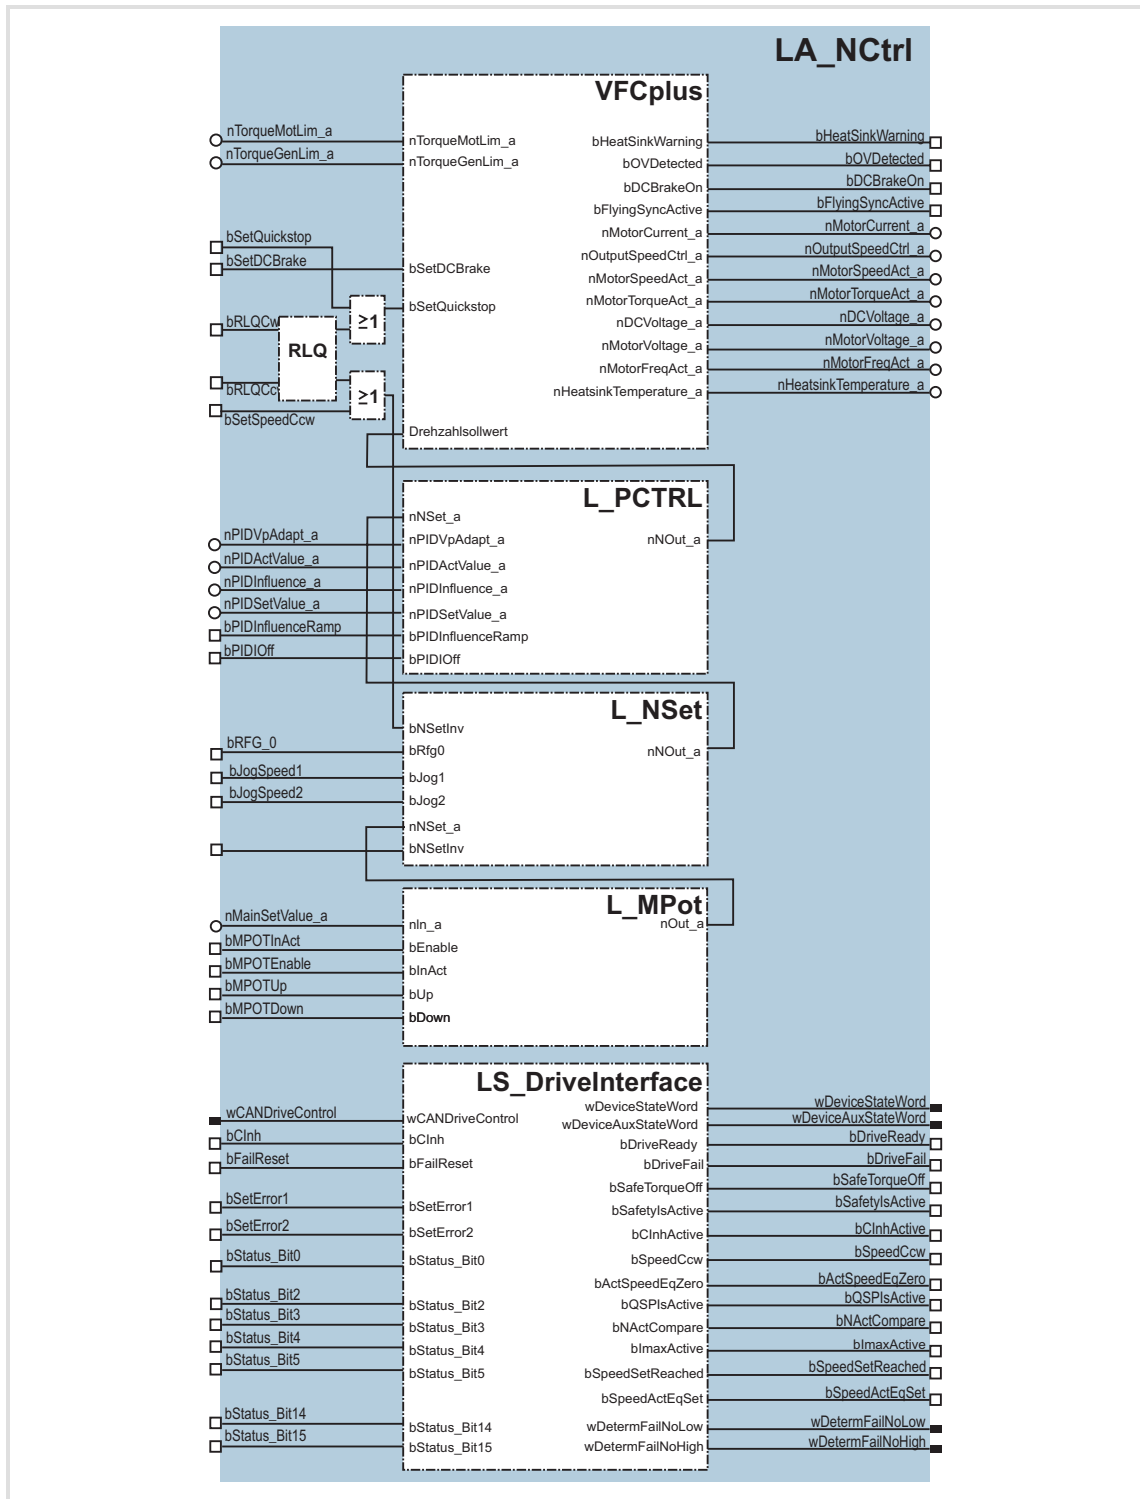 LA_NCtrl
VFCplus
nTorqueMotLim_a
nTorqueMotLim_a
bHeatSinkWarning
bHeatSinkWarning
nTorqueGenLim_a
nTorqueGenLim_a
bOVDetected
bOVDetected
bDCBrakeOn
bDCBrakeOn
bFlyingSyncActive
bFlyingSyncActive
nMotorCurrent_a
nMotorCurrent_a
bSetQuickstop
nOutputSpeedCtrl_a
nOutputSpeedCtrl_a
bSetDCBrake
bSetDCBrake
nMotorSpeedAct_a
nMotorSpeedAct_a
bSetQuickstop
nMotorTorqueAct_a
nMotorTorqueAct_a
≥1
bRLQCw
nDCVoltage_a
nDCVoltage_a
RLQ
nMotorVoltage_a
nMotorVoltage_a
nMotorFreqAct_a
nMotorFreqAct_a
bRLQCc
≥1
nHeatsinkTemperature_a
nHeatsinkTemperature_a
bSetSpeedCcw
Drehzahlsollwert
L_PCTRL
nNSet_a
nPIDVpAdapt_a
nPIDVpAdapt_a
nNOut_a
nPIDActValue_a
nPIDActValue_a
nPIDInfluence_a
nPIDInfluence_a
nPIDSetValue_a
nPIDSetValue_a
bPIDInfluenceRamp
bPIDInfluenceRamp
bPIDIOff
bPIDIOff
L_NSet
bNSetInv
bRFG_0
bRfg0
nNOut_a
bJogSpeed1
bJog1
bJogSpeed2
bJog2
nNSet_a
bNSetInv
L_MPot
nMainSetValue_a
nIn_a
nOut_a
bMPOTInAct
bEnable
bMPOTEnable
bInAct
bMPOTUp
bUp
bMPOTDown
bDown
LS_DriveInterface
wCANDriveControl
wCANDriveControl
wDeviceStateWord
wDeviceStateWord
wDeviceAuxStateWord
wDeviceAuxStateWord
bCInh
bCInh
bDriveReady
bDriveReady
bFailReset
bFailReset
bDriveFail
bDriveFail
bSafeTorqueOff
bSafeTorqueOff
bSetError1
bSetError1
bSafetyIsActive
bSafetyIsActive
bSetError2
bSetError2
bCInhActive
bCInhActive
bStatus_Bit0
bStatus_Bit0
bSpeedCcw
bSpeedCcw
bActSpeedEqZero
bActSpeedEqZero
bStatus_Bit2
bStatus_Bit2
bQSPIsActive
bQSPIsActive
bStatus_Bit3
bStatus_Bit3
bNActCompare
bNActCompare
bStatus_Bit4
bStatus_Bit4
bImaxActive
bImaxActive
bStatus_Bit5
bStatus_Bit5
bSpeedSetReached
bSpeedSetReached
bSpeedActEqSet
bSpeedActEqSet
bStatus_Bit14
bStatus_Bit14
wDetermFailNoLow
wDetermFailNoLow
bStatus_Bit15
bStatus_Bit15
wDetermFailNoHigh
wDetermFailNoHigh